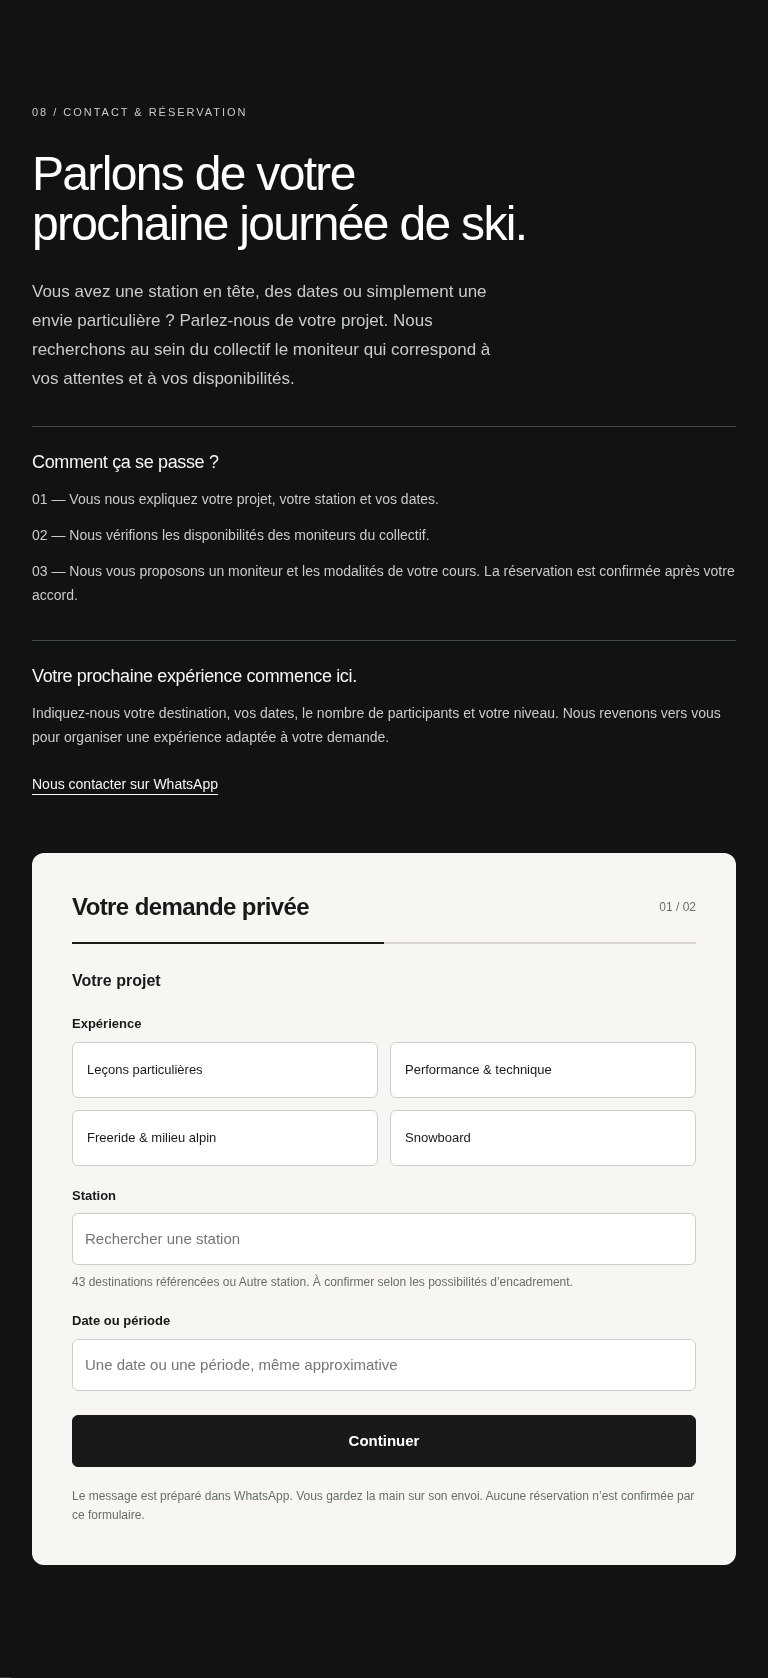 08 / CONTACT & RÉSERVATION
Parlons de votre
prochaine journée de ski.
Vous avez une station en tête, des dates ou simplement une
envie particulière ? Parlez-nous de votre projet. Nous
recherchons au sein du collectif le moniteur qui correspond à
vos attentes et à vos disponibilités.
Comment ça se passe ?
01 — Vous nous expliquez votre projet, votre station et vos dates.
02 — Nous vérifions les disponibilités des moniteurs du collectif.
03 — Nous vous proposons un moniteur et les modalités de votre cours. La réservation est confirmée après votre
accord.
Votre prochaine expérience commence ici.
Indiquez-nous votre destination, vos dates, le nombre de participants et votre niveau. Nous revenons vers vous
pour organiser une expérience adaptée à votre demande.
Nous contacter sur WhatsApp
Votre demande privée
01 / 02
Votre projet
Expérience
Leçons particulières
Performance & technique
Freeride & milieu alpin
Snowboard
Station
Rechercher une station
43 destinations référencées ou Autre station. À confirmer selon les possibilités d’encadrement.
Date ou période
Une date ou une période, même approximative
Continuer
Le message est préparé dans WhatsApp. Vous gardez la main sur son envoi. Aucune réservation n’est confirmée par
ce formulaire.